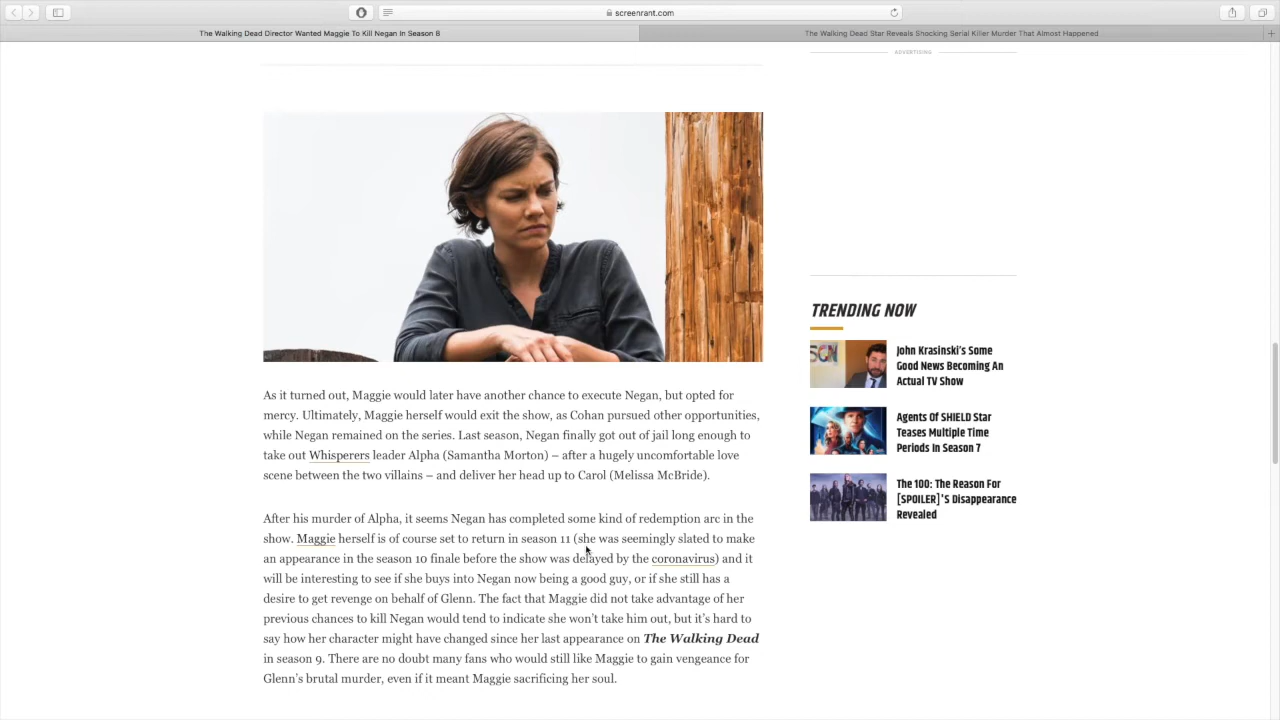 screenrant.com
The Walking Dead Director Wanted Maggie To Kill Negan In Season 8
The Walking Dead Star Reveals Shocking Serial Killer Murder That Almost Happened
ADVERTISING
As it turned out, Maggie would later have another chance to execute Negan, but opted for
mercy. Ultimately, Maggie herself would exit the show, as Cohan pursued other opportunities,
while Negan remained on the series. Last season, Negan finally got out of jail long enough to
take out Whisperers leader Alpha (Samantha Morton) – after a hugely uncomfortable love
scene between the two villains – and deliver her head up to Carol (Melissa McBride).
After his murder of Alpha, it seems Negan has completed some kind of redemption arc in the
show. Maggie herself is of course set to return in season 11 (she was seemingly slated to make
an appearance in the season 10 finale before the show was delayed by the coronavirus) and it
will be interesting to see if she buys into Negan now being a good guy, or if she still has a
desire to get revenge on behalf of Glenn. The fact that Maggie did not take advantage of her
previous chances to kill Negan would tend to indicate she won't take him out, but it's hard to
say how her character might have changed since her last appearance on The Walking Dead
in season 9. There are no doubt many fans who would still like Maggie to gain vengeance for
Glenn's brutal murder, even if it meant Maggie sacrificing her soul.
TRENDING NOW
John Krasinski's Some
Good News Becoming An
Actual TV Show
Agents Of SHIELD Star
Teases Multiple Time
Periods In Season 7
The 100: The Reason For
[SPOILER]'S Disappearance
Revealed